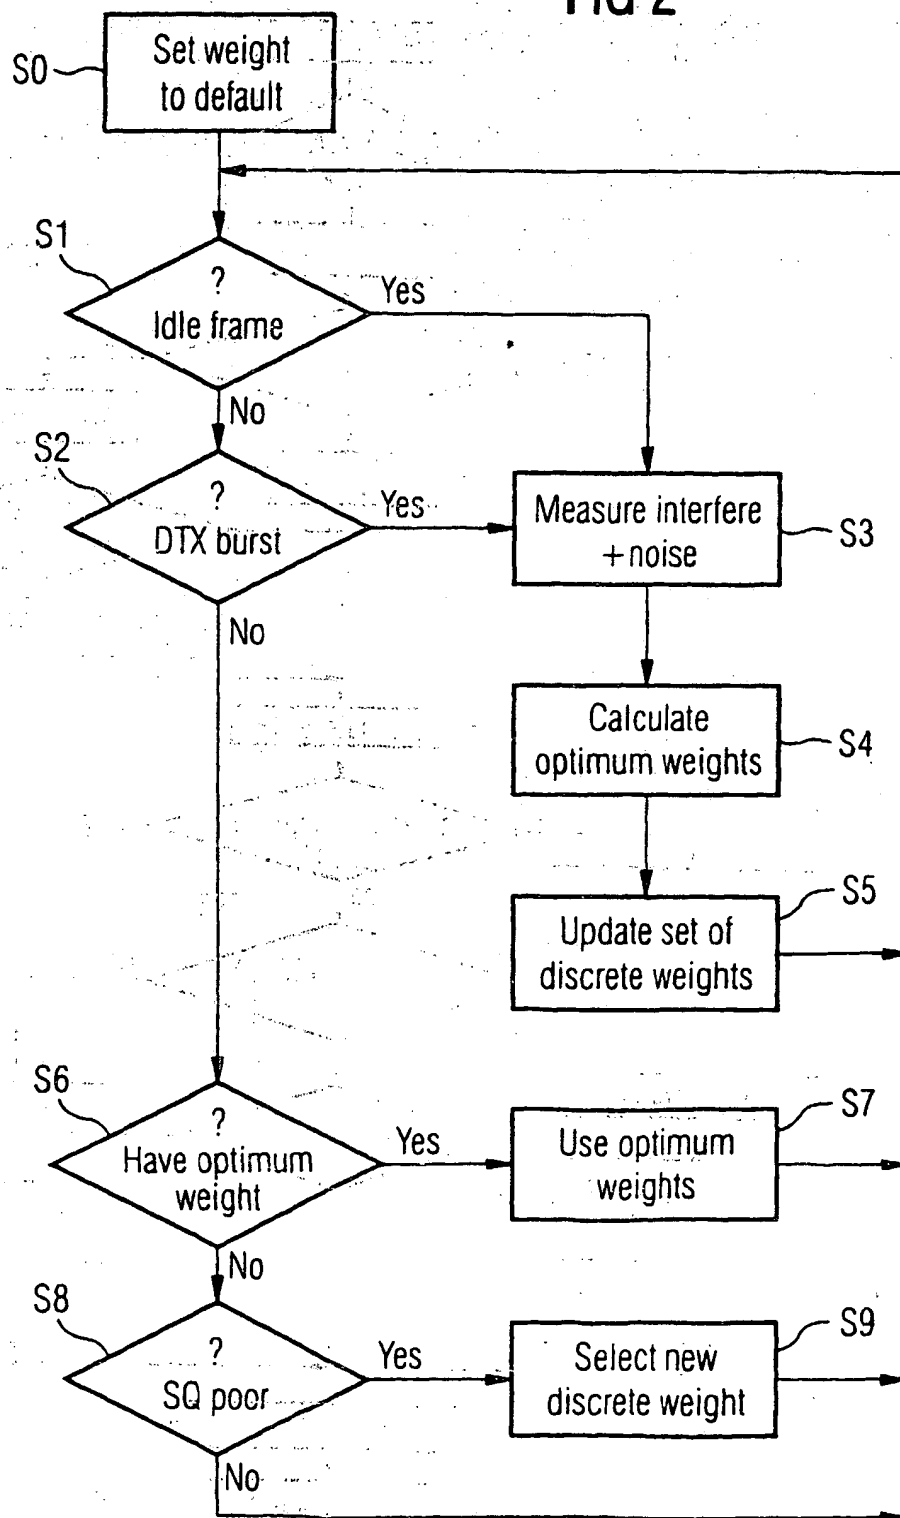 FIG 2
S0
Set weight
to default
S1
?
Idle frame
Yes
No
S2
?
DTX burst
Yes
No
Measure interfere
+noise
S3
Calculate
optimum weights
S4
S5
Update set of
discrete weights
S6
?
Have optimum
weight
Yes
No
S7
Use optimum
weights
S8
?
SQ poor
Yes
No
S9
Select new
discrete weight